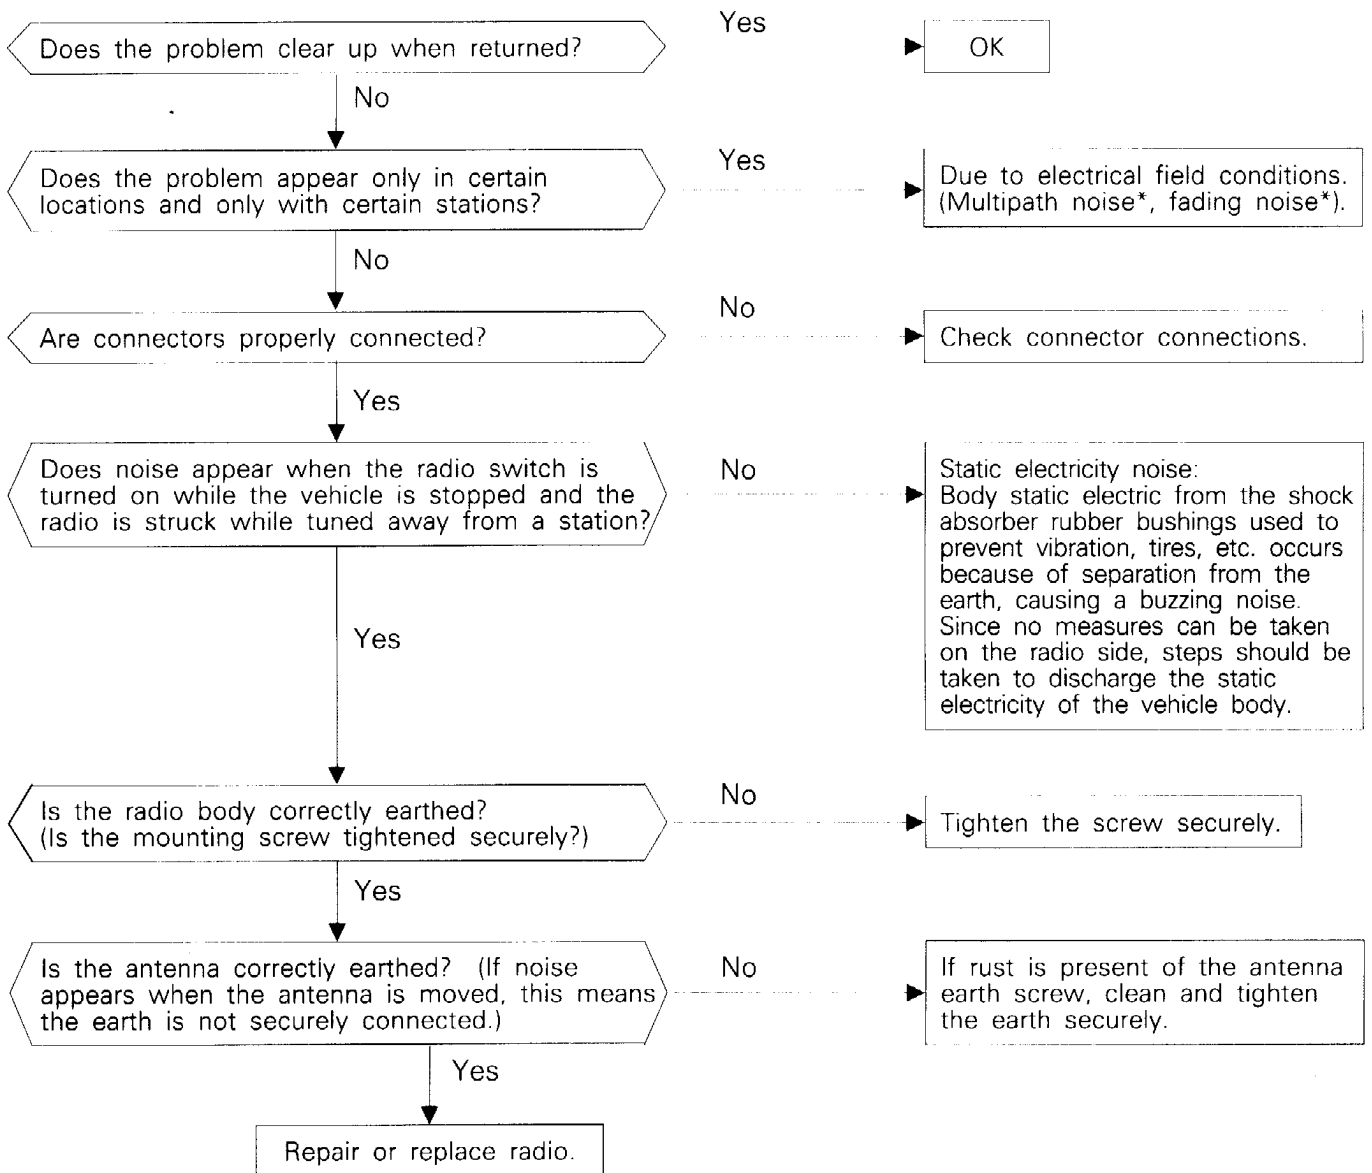 Does the problem clear up when returned?
Yes
OK
No
Does the problem appear only in certain
locations and only with certain stations?
Yes
Due to electrical field conditions.
(Multipath noise*, fading noise*).
No
Are connectors properly connected?
No
Check connector connections.
Yes
Does noise appear when the radio switch is
turned on while the vehicle is stopped and the
radio is struck while tuned away from a station?
No
Static electricity noise:
Body static electric from the shock
absorber rubber bushings used to
prevent vibration, tires, etc. occurs
because of separation from the
earth, causing a buzzing noise.
Since no measures can be taken
on the radio side, steps should be
taken to discharge the static
electricity of the vehicle body.
Yes
Is the radio body correctly earthed?
(Is the mounting screw tightened securely?)
No
Tighten the screw securely.
Yes
Is the antenna correctly earthed? (If noise
appears when the antenna is moved, this means
the earth is not securely connected.)
No
If rust is present of the antenna
earth screw, clean and tighten
the earth securely.
Yes
Repair or replace radio.